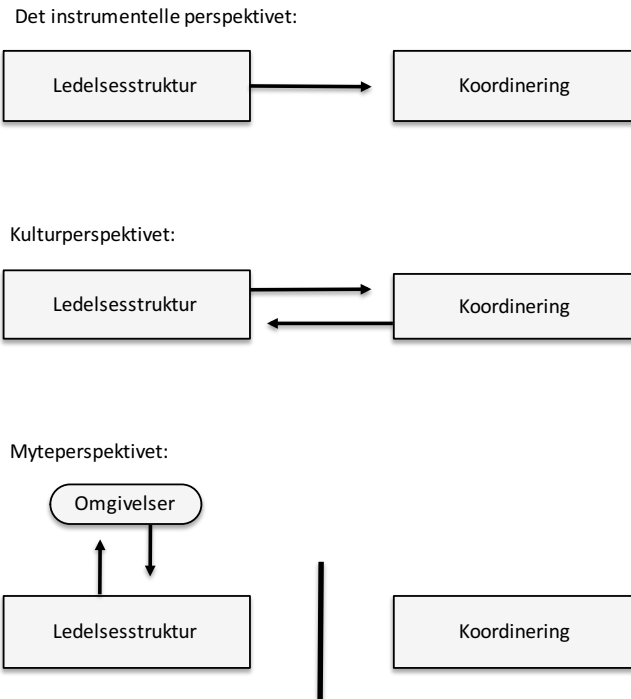 Det instrumentelle perspektivet:
Ledelsesstruktur
Koordinering
Kulturperspektivet:
Ledelsesstruktur
Koordinering
Myteperspektivet:
Omgivelser
Ledelsesstruktur
Koordinering